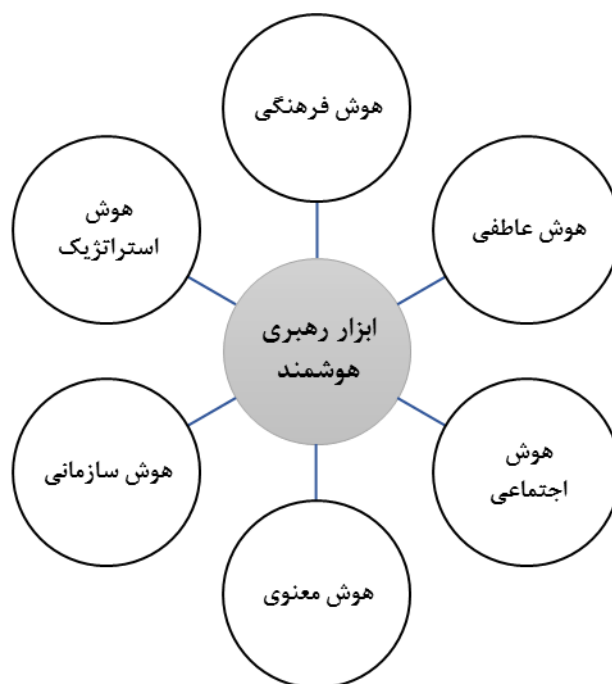 هوش فرهنگی
هوش عاطفی
هوش
اجتماعی
هوش معنوی
هوش سازمانی
هوش
استراتژیک
ابزار رهبری
هوشمند